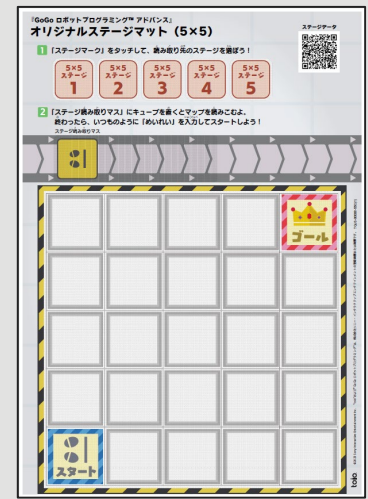 『GoGo ロボットプログラミング™ アドバンス』
オリジナルステージマット（5×5）
ステージデータ
1 「ステージマーク」をタッチして、読み取り先のステージを選ぼう！
5×5 ステージ 1
5×5 ステージ 2
5×5 ステージ 3
5×5 ステージ 4
5×5 ステージ 5
2 「ステージ読み取りマス」にキューブを置くとマップを読みこむよ。
終わったら、いつものように「めいれい」を入力してスタートしよう！
ステージ読み取りマス
ゴール
スタート
toio